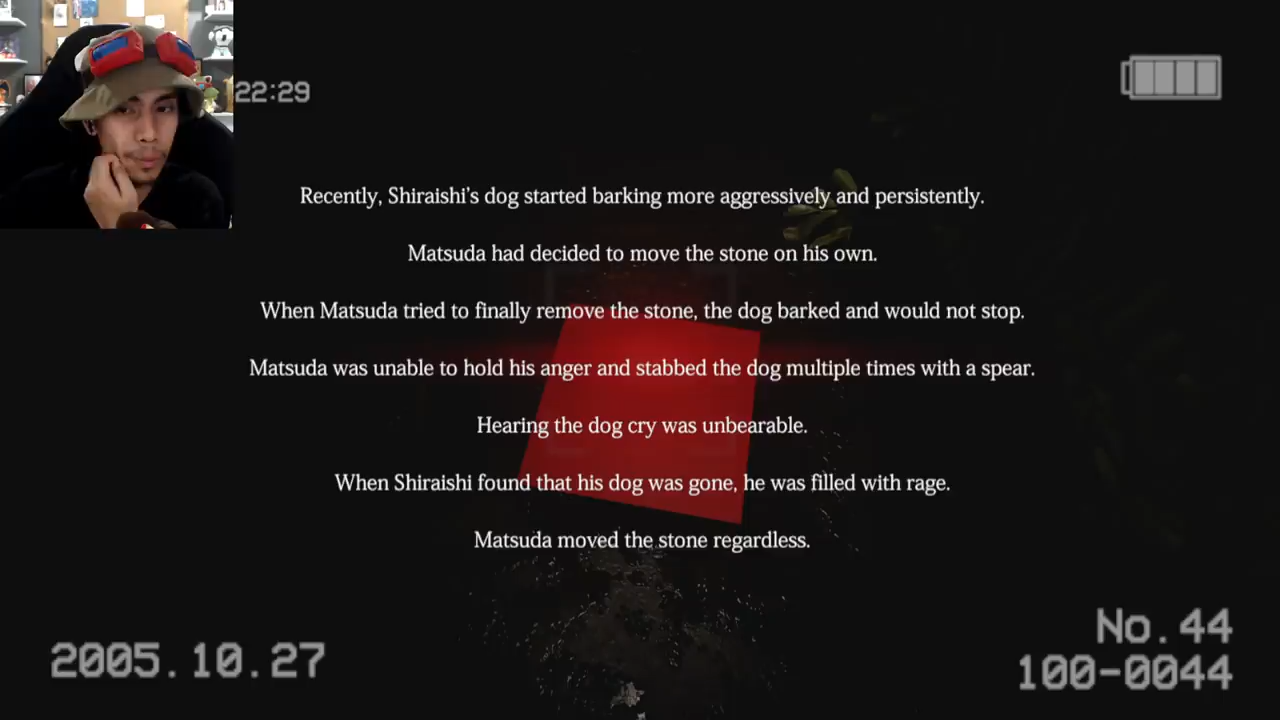 22:29
Recently, Shiraishi's dog started barking more aggressively and persistently.
Matsuda had decided to move the stone on his own.
When Matsuda tried to finally remove the stone, the dog barked and would not stop.
Matsuda was unable to hold his anger and stabbed the dog multiple times with a spear.
Hearing the dog cry was unbearable.
When Shiraishi found that his dog was gone, he was filled with rage.
Matsuda moved the stone regardless.
2005.10.27
No.44
100-0044